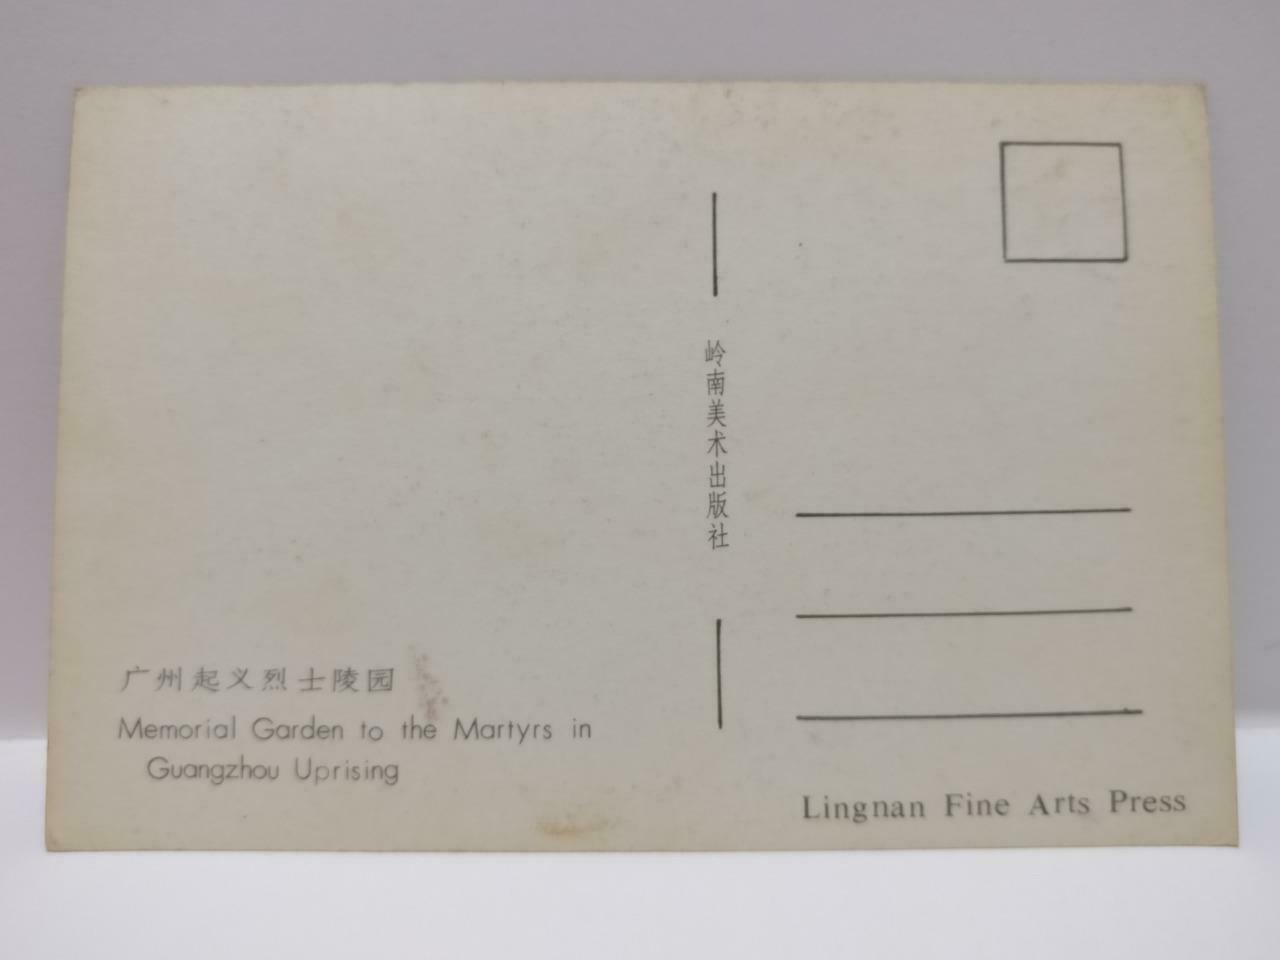 岭南美术出版社
广州起义烈士陵园
Memorial Garden to the Martyrs in
Guangzhou Uprising
Lingnan Fine Arts Press